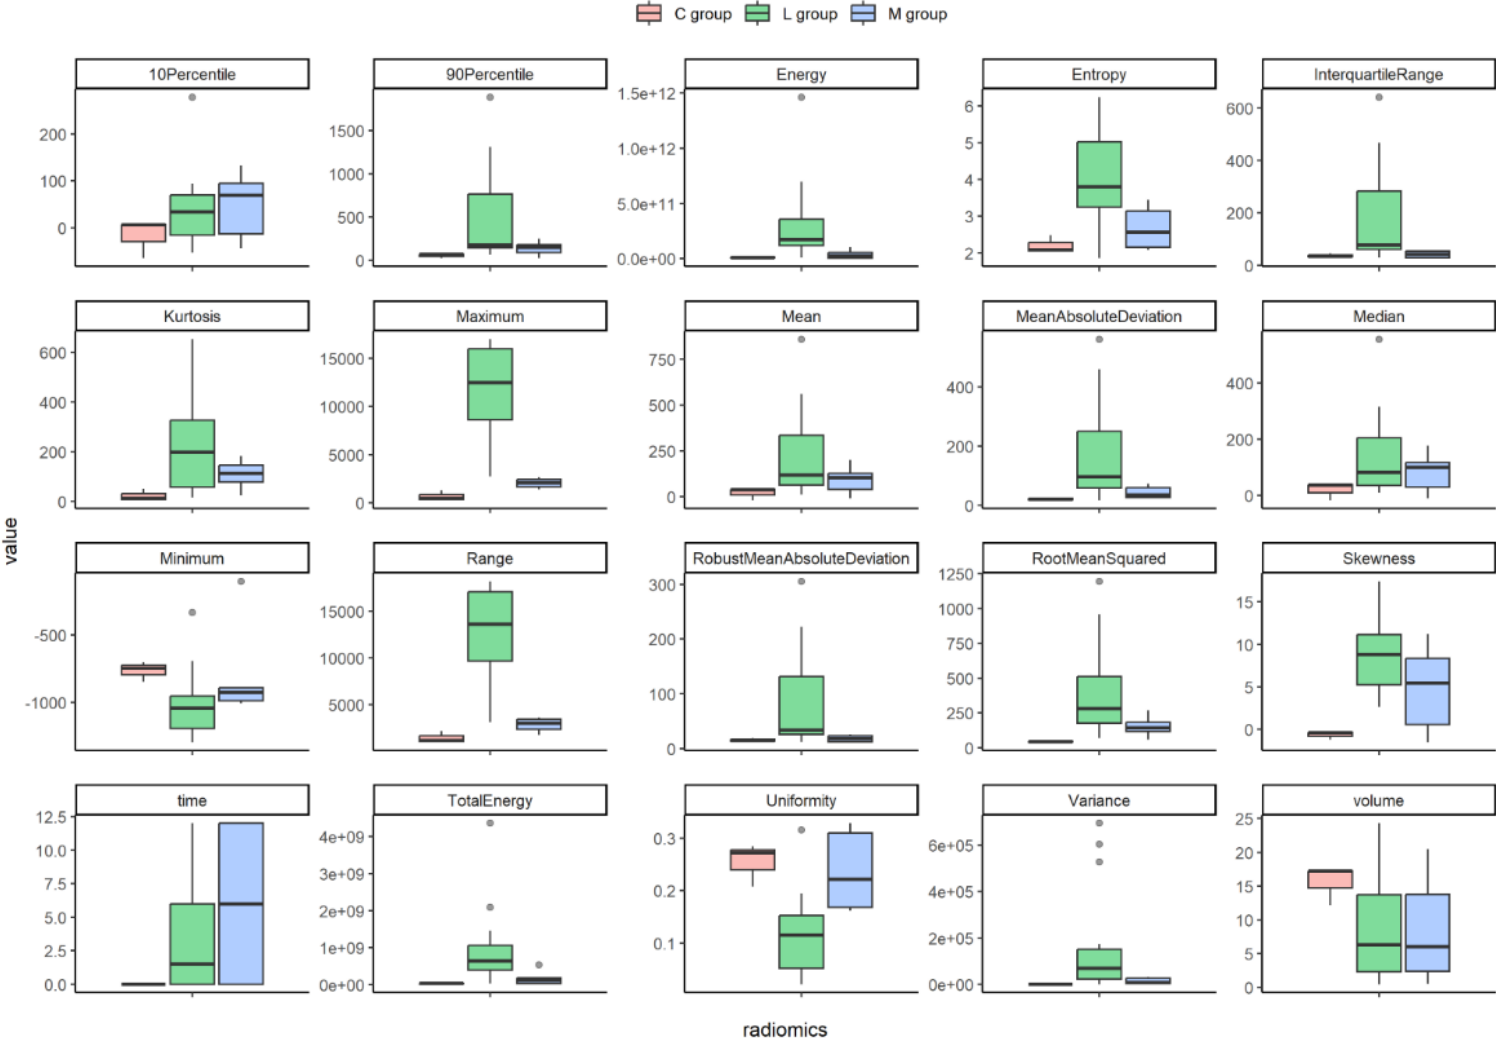 C group L group M group
10Percentile 90Percentile Energy Entropy InterquartileRange
200 100 0
1500 1000 500 0
1.5e+12 1.0e+12 5.0e+11 0.0e+00
6 5 4 3 2
600 400 200 0
Kurtosis Maximum Mean MeanAbsoluteDeviation Median
600 400 200 0
15000 10000 5000 0
750 500 250 0
400 200 0
400 200 0
value
Minimum Range RobustMeanAbsoluteDeviation RootMeanSquared Skewness
-500 -1000
15000 10000 5000
300 200 100 0
1250 1000 750 500 250 0
15 10 5 0
time TotalEnergy Uniformity Variance volume
12.5 10.0 7.5 5.0 2.5 0.0
4e+09 3e+09 2e+09 1e+09 0e+00
0.3 0.2 0.1
6e+05 4e+05 2e+05 0e+00
25 20 15 10 5 0
radiomics